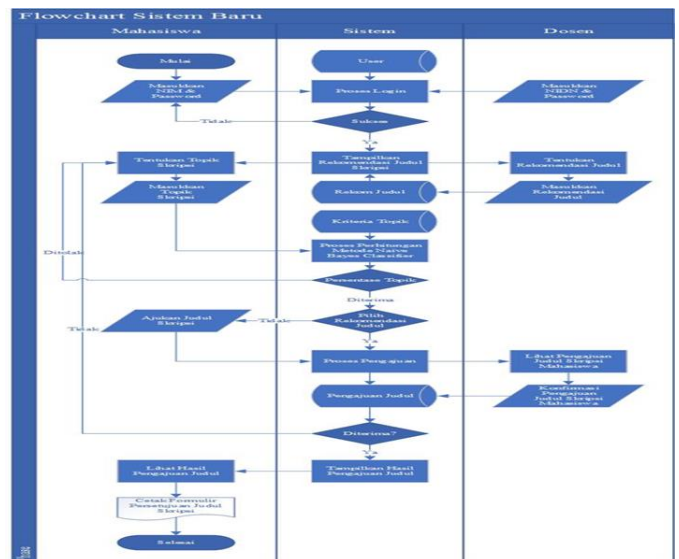 Flowchart Sistem Baru
Mahasiswa
Sistem
Dosen
Mulai
User
Masukkan
NIM &
Password
Proses Login
Masukkan
NIDN &
Password
Sukses
Tidak
Ya
Tentukan Topik
Skripsi
Tampilkan
Rekomendasi Judul
Skripsi
Tentukan
Rekomendasi Judul
Masukkan
Topik
Skripsi
Rekom Judul
Masukkan
Rekomendasi
Judul
Kriteria Topik
Ditolak
Proses Perhitungan
Metode Naive
Bayes Classifier
Persentase Topik
Diterima
Ajukan Judul
Skripsi
Tidak
Pilih
Rekomendasi
Judul
Tidak
Ya
Proses Pengajuan
Lihat Pengajuan
Judul Skripsi
Mahasiswa
Pengajuan Judul
Konfirmasi
Pengajuan
Judul Skripsi
Mahasiswa
Diterima?
Ya
Lihat Hasil
Pengajuan Judul
Tampilkan Hasil
Pengajuan Judul
Cetak Formulir
Persetujuan Judul
Skripsi
Selesai